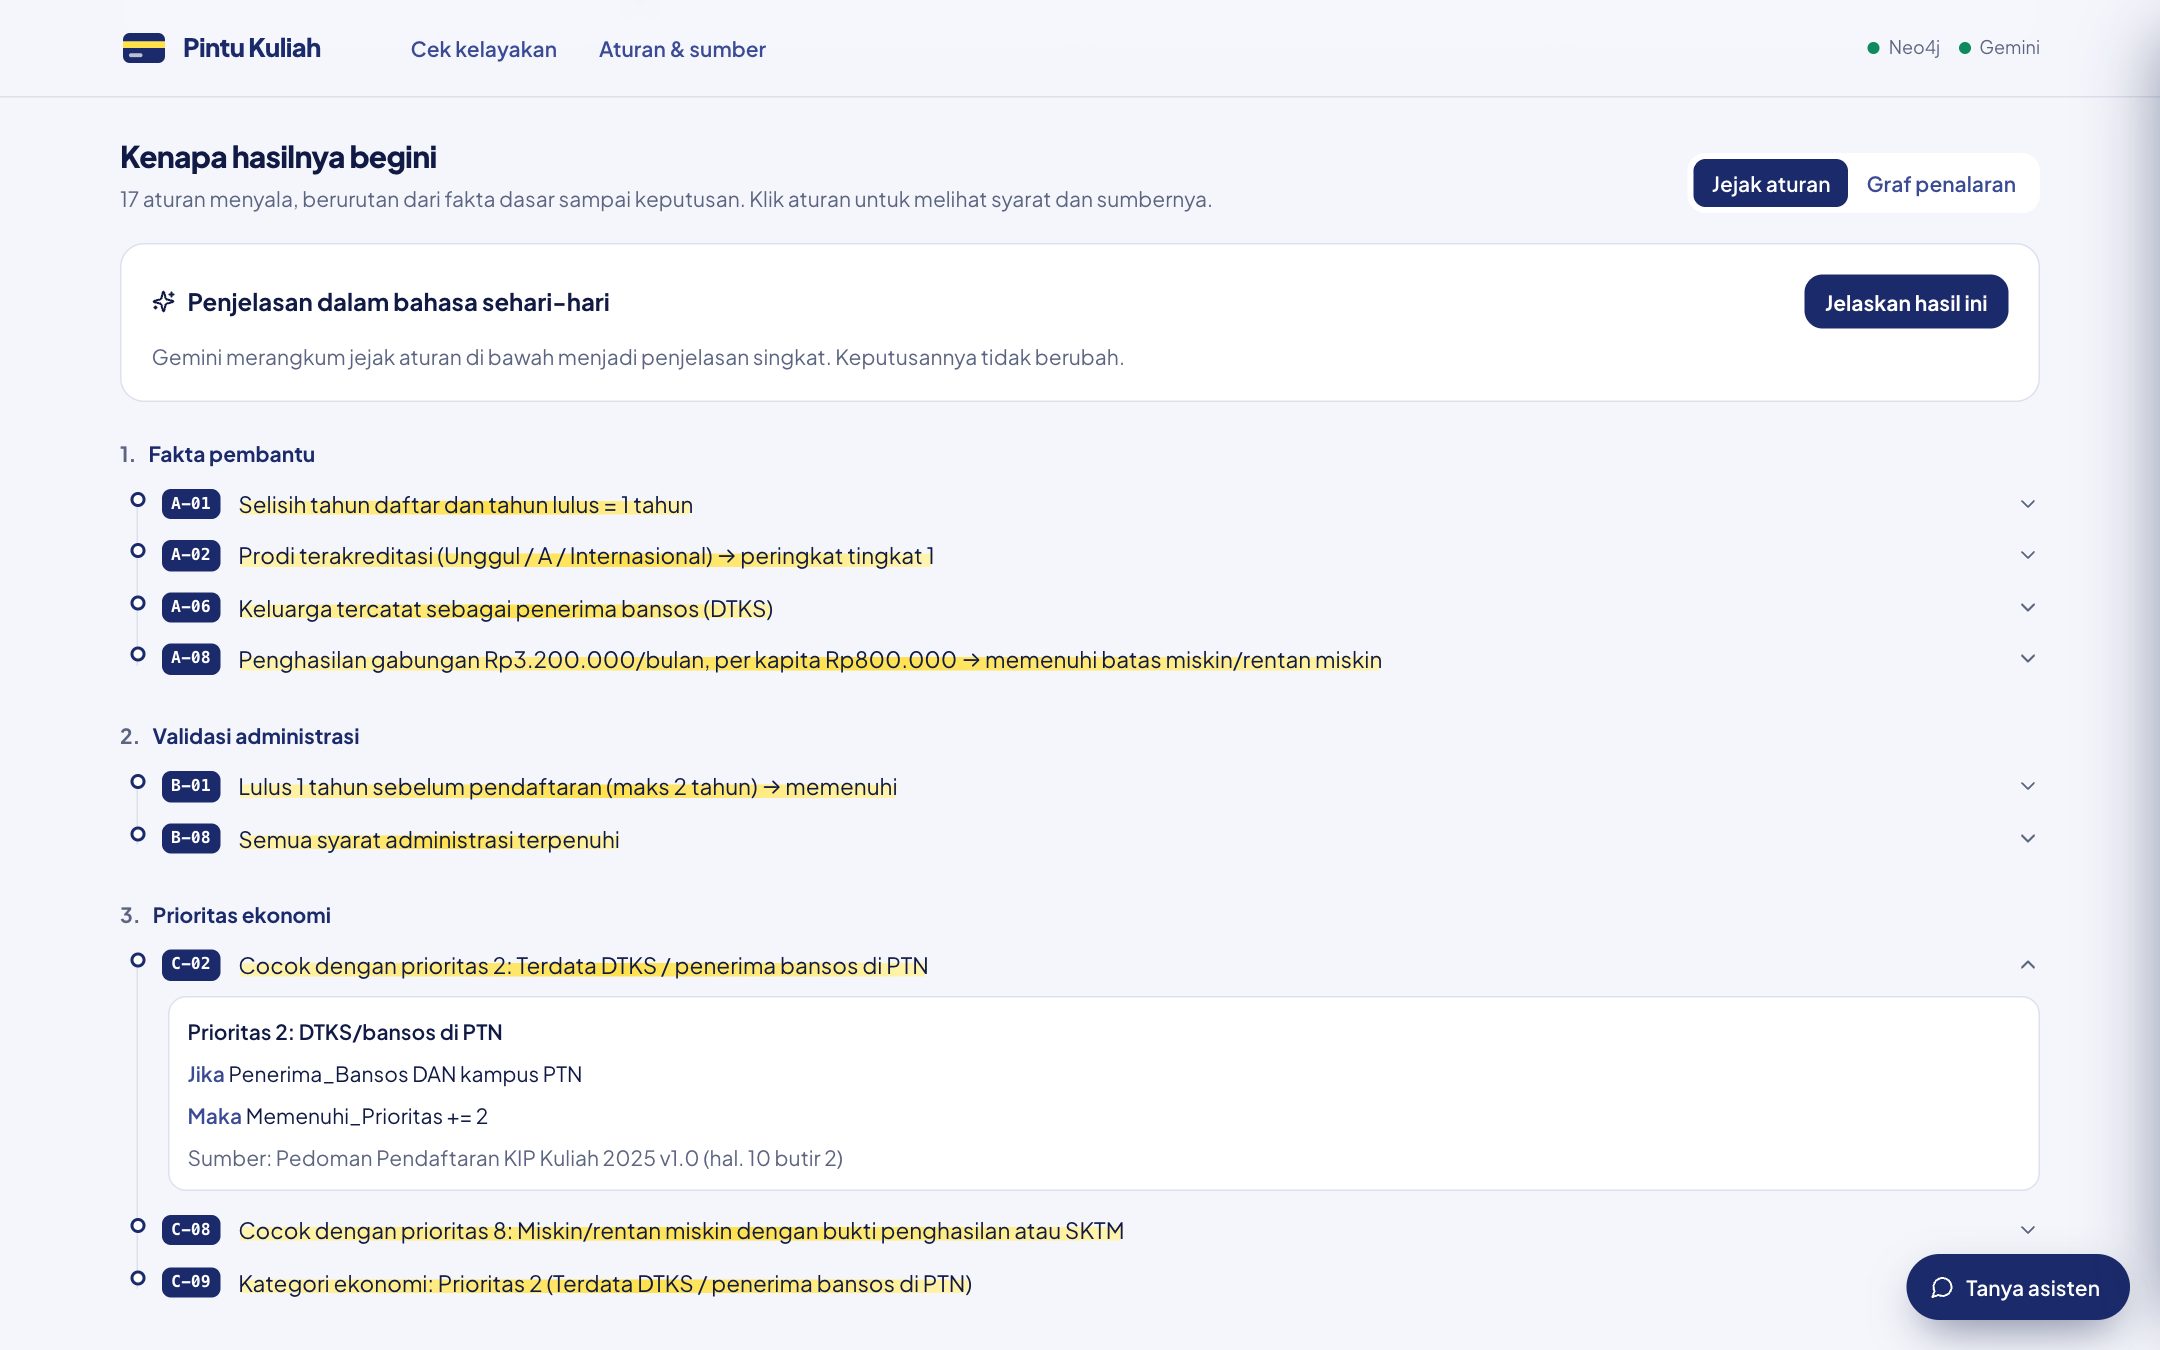 Pintu Kuliah
Cek kelayakan
Aturan & sumber
Neo4j
Gemini
Kenapa hasilnya begini
17 aturan menyala, berurutan dari fakta dasar sampai keputusan. Klik aturan untuk melihat syarat dan sumbernya.
Jejak aturan
Graf penalaran
Penjelasan dalam bahasa sehari-hari
Jelaskan hasil ini
Gemini merangkum jejak aturan di bawah menjadi penjelasan singkat. Keputusannya tidak berubah.
1. Fakta pembantu
A-01 Selisih tahun daftar dan tahun lulus = 1 tahun
A-02 Prodi terakreditasi (Unggul / A / Internasional) → peringkat tingkat 1
A-06 Keluarga tercatat sebagai penerima bansos (DTKS)
A-08 Penghasilan gabungan Rp3.200.000/bulan, per kapita Rp800.000 → memenuhi batas miskin/rentan miskin
2. Validasi administrasi
B-01 Lulus 1 tahun sebelum pendaftaran (maks 2 tahun) → memenuhi
B-08 Semua syarat administrasi terpenuhi
3. Prioritas ekonomi
C-02 Cocok dengan prioritas 2: Terdata DTKS / penerima bansos di PTN
Prioritas 2: DTKS/bansos di PTN
Jika Penerima_Bansos DAN kampus PTN
Maka Memenuhi_Prioritas += 2
Sumber: Pedoman Pendaftaran KIP Kuliah 2025 v1.0 (hal. 10 butir 2)
C-08 Cocok dengan prioritas 8: Miskin/rentan miskin dengan bukti penghasilan atau SKTM
C-09 Kategori ekonomi: Prioritas 2 (Terdata DTKS / penerima bansos di PTN)
Tanya asisten